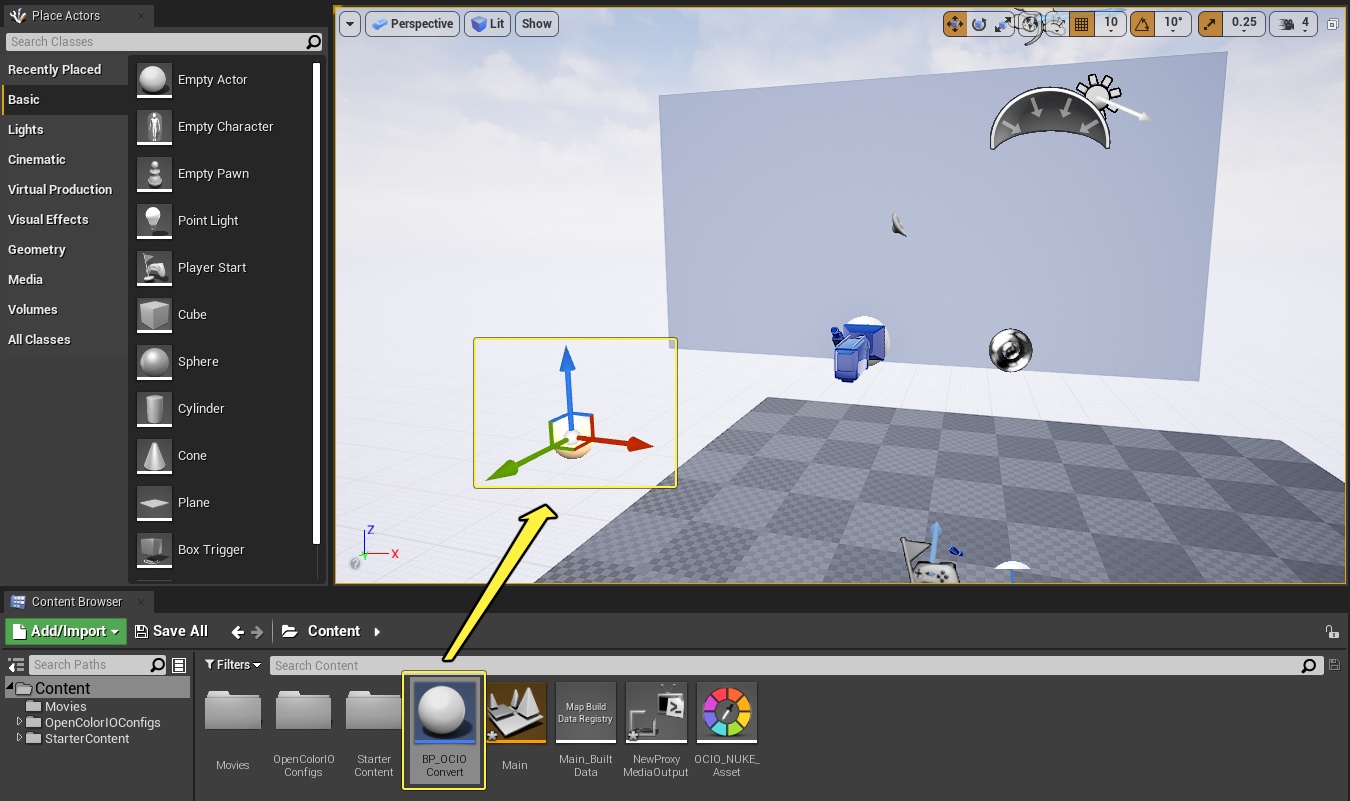 Place Actors
Search Classes
Recently Placed
Basic
Lights
Cinematic
Virtual Production
Visual Effects
Geometry
Media
Volumes
All Classes
Empty Actor
Empty Character
Empty Pawn
Point Light
Player Start
Cube
Sphere
Cylinder
Cone
Plane
Box Trigger
Perspective
Lit
Show
10
10°
0.25
4
Z
X
?
Content Browser
Add/Import
Save All
Content
Search Paths
Content
Movies
OpenColorIOConfigs
StarterContent
Filters
Search Content
Movies
OpenColorIO
Configs
Starter
Content
BP_OCIO
Convert
Main
Map Build
Data Registry
Main_Built
Data
NewProxy
MediaOutput
OCIO_NUKE_
Asset